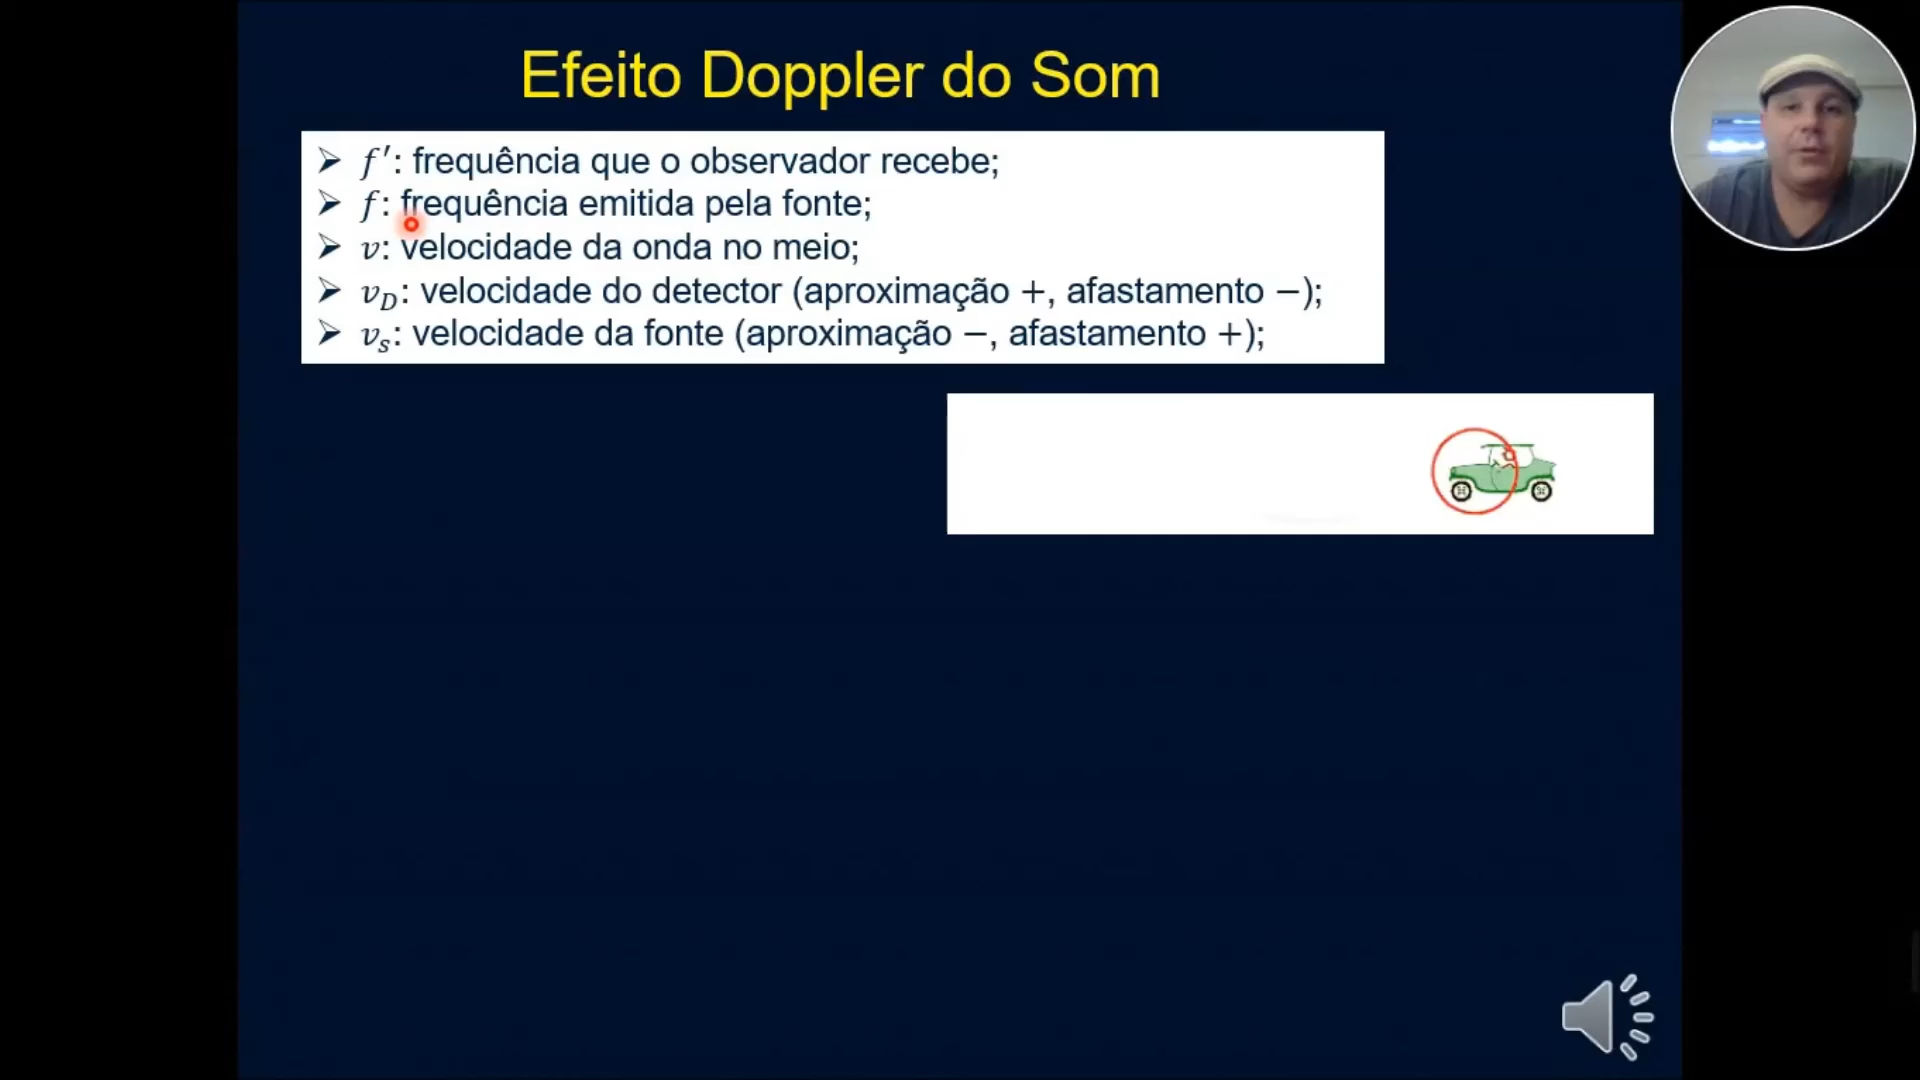 Efeito Doppler do Som
➢ f′: frequência que o observador recebe;
➢ f: frequência emitida pela fonte;
➢ v: velocidade da onda no meio;
➢ v_D: velocidade do detector (aproximação +, afastamento −);
➢ v_s: velocidade da fonte (aproximação −, afastamento +);